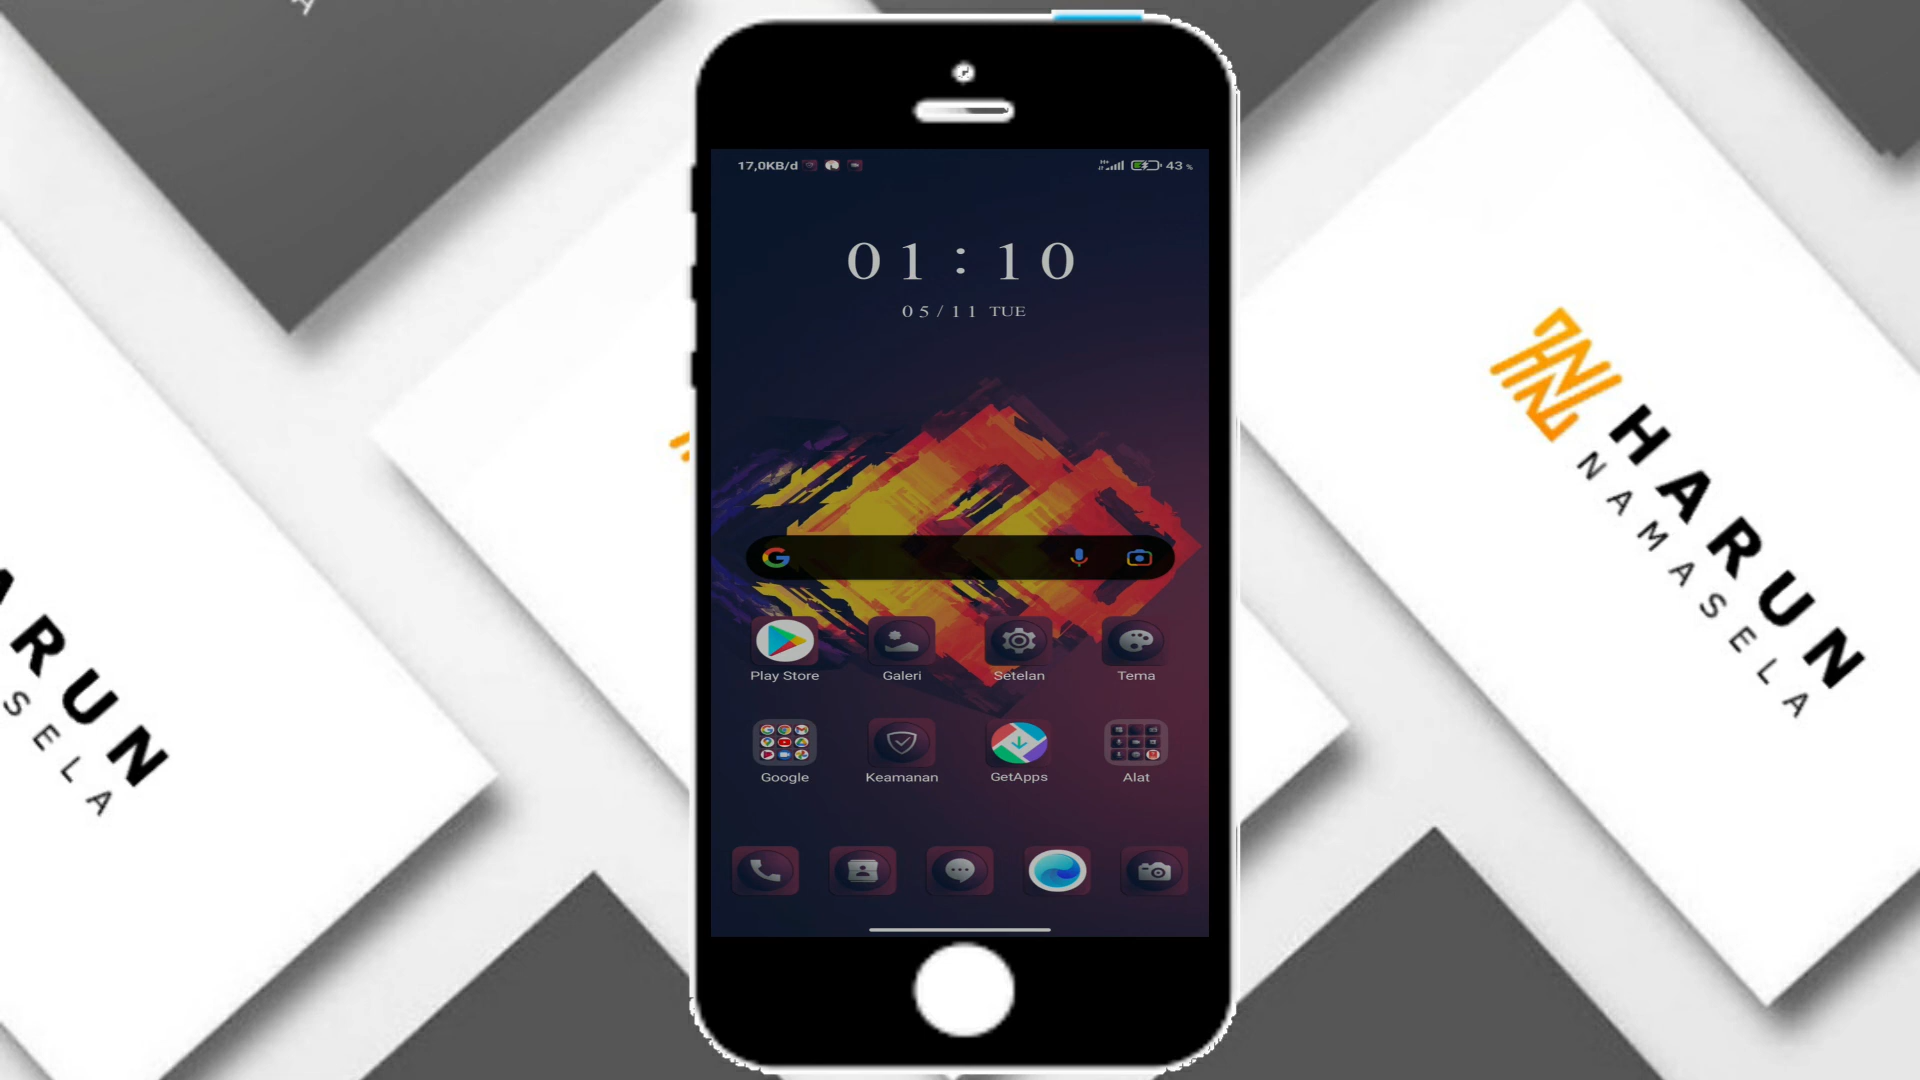 17,0KB/d
43 %
01:10
05/11 TUE
Play Store
Galeri
Setelan
Tema
Google
Keamanan
GetApps
Alat
HARUN
NAMASELA
ARUN
SELA